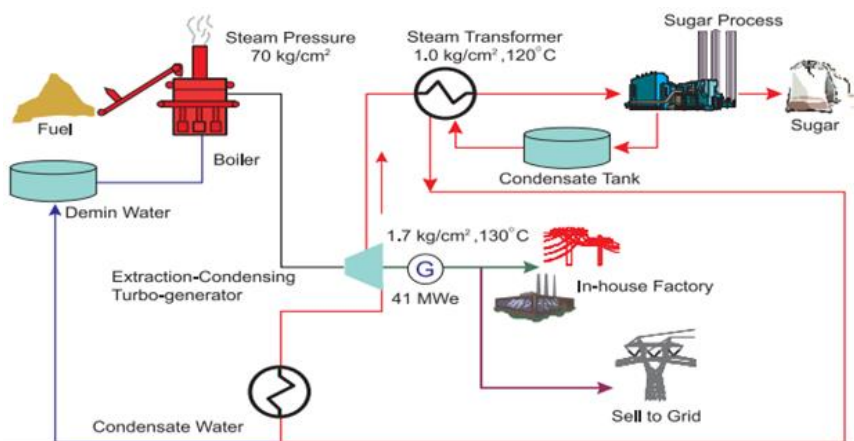 Steam Pressure
70 kg/cm²
Steam Transformer
1.0 kg/cm² ,120°C
Sugar Process
Fuel
Boiler
Sugar
Condensate Tank
Demin Water
1.7 kg/cm², 130°C
Extraction-Condensing
Turbo-generator
G
41 MWe
In-house Factory
Condensate Water
Sell to Grid